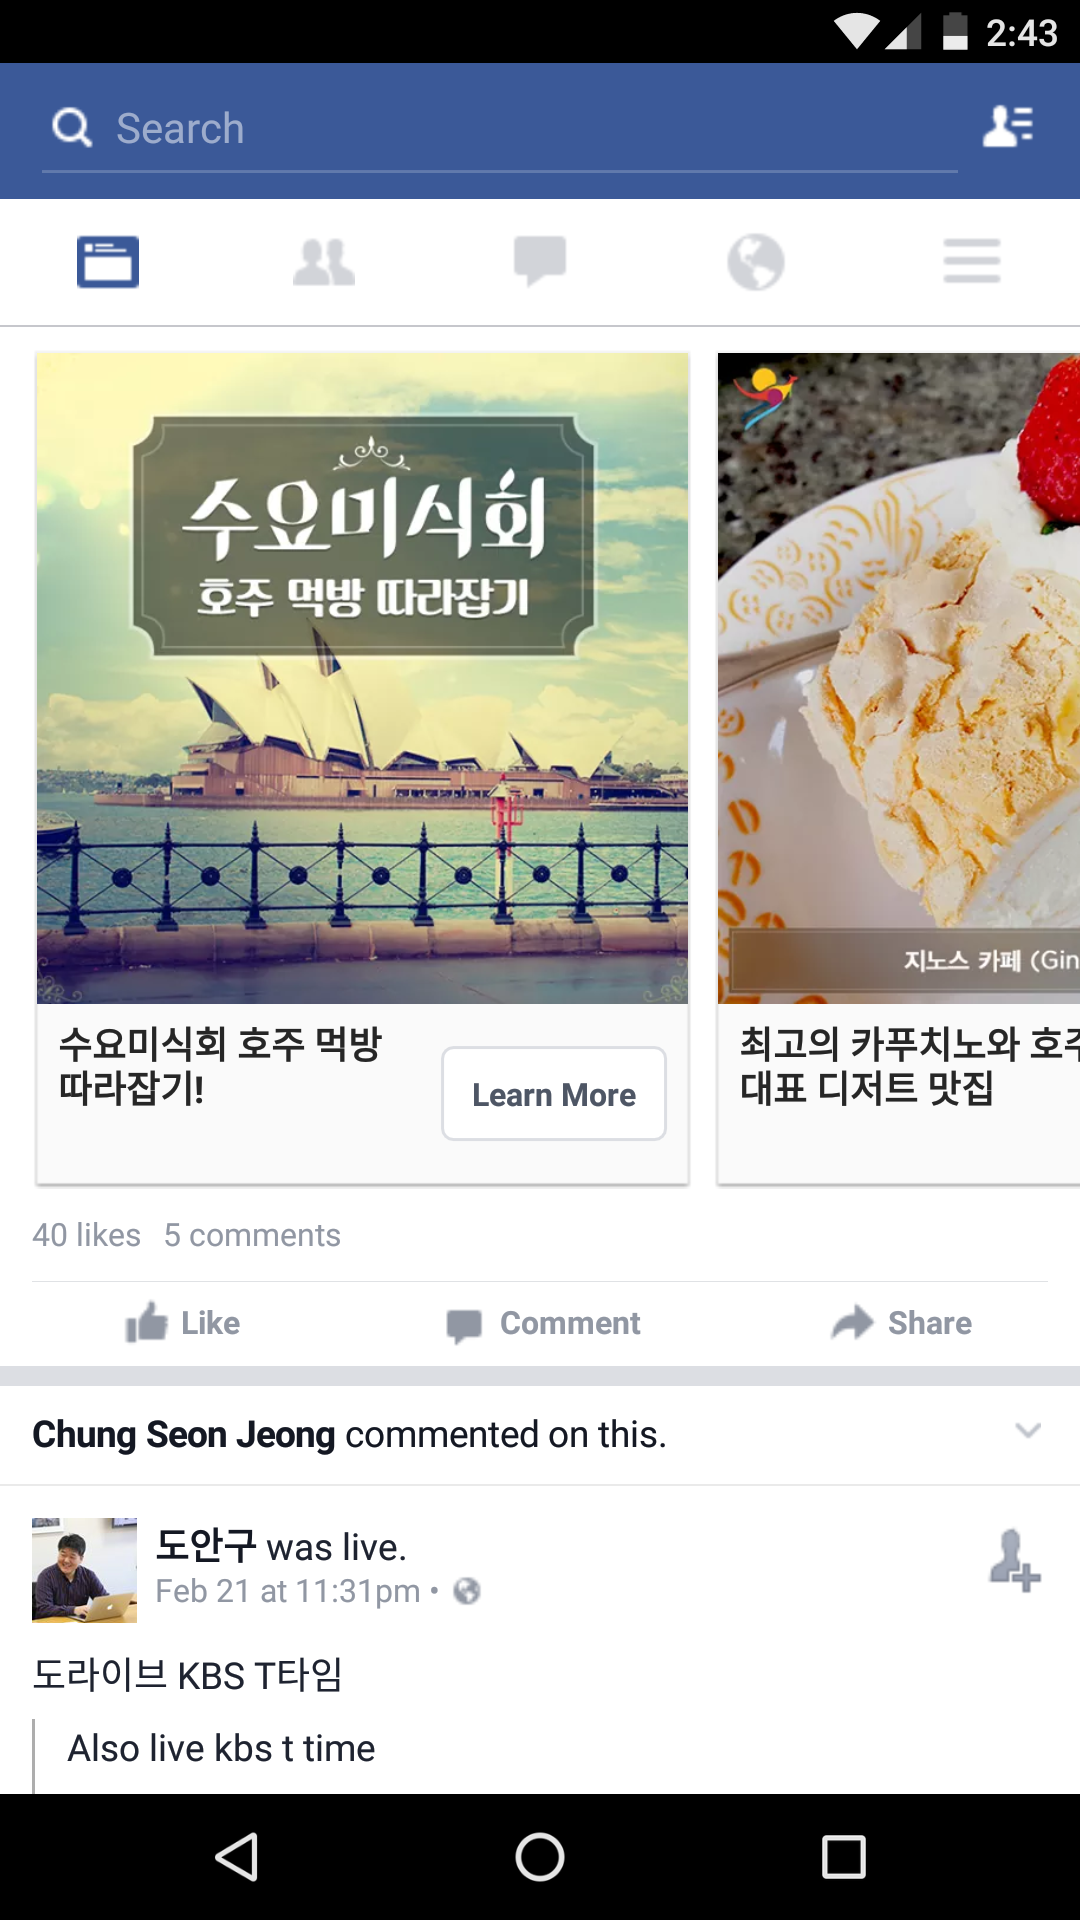 2:43
Search
수요미식회
호주 먹방 따라잡기
지노스 카페 (Gin
수요미식회 호주 먹방
따라잡기!
Learn More
최고의 카푸치노와 호주
대표 디저트 맛집
40 likes 5 comments
Like Comment Share
Chung Seon Jeong commented on this.
도안구 was live.
Feb 21 at 11:31pm •
도라이브 KBS T타임
Also live kbs t time